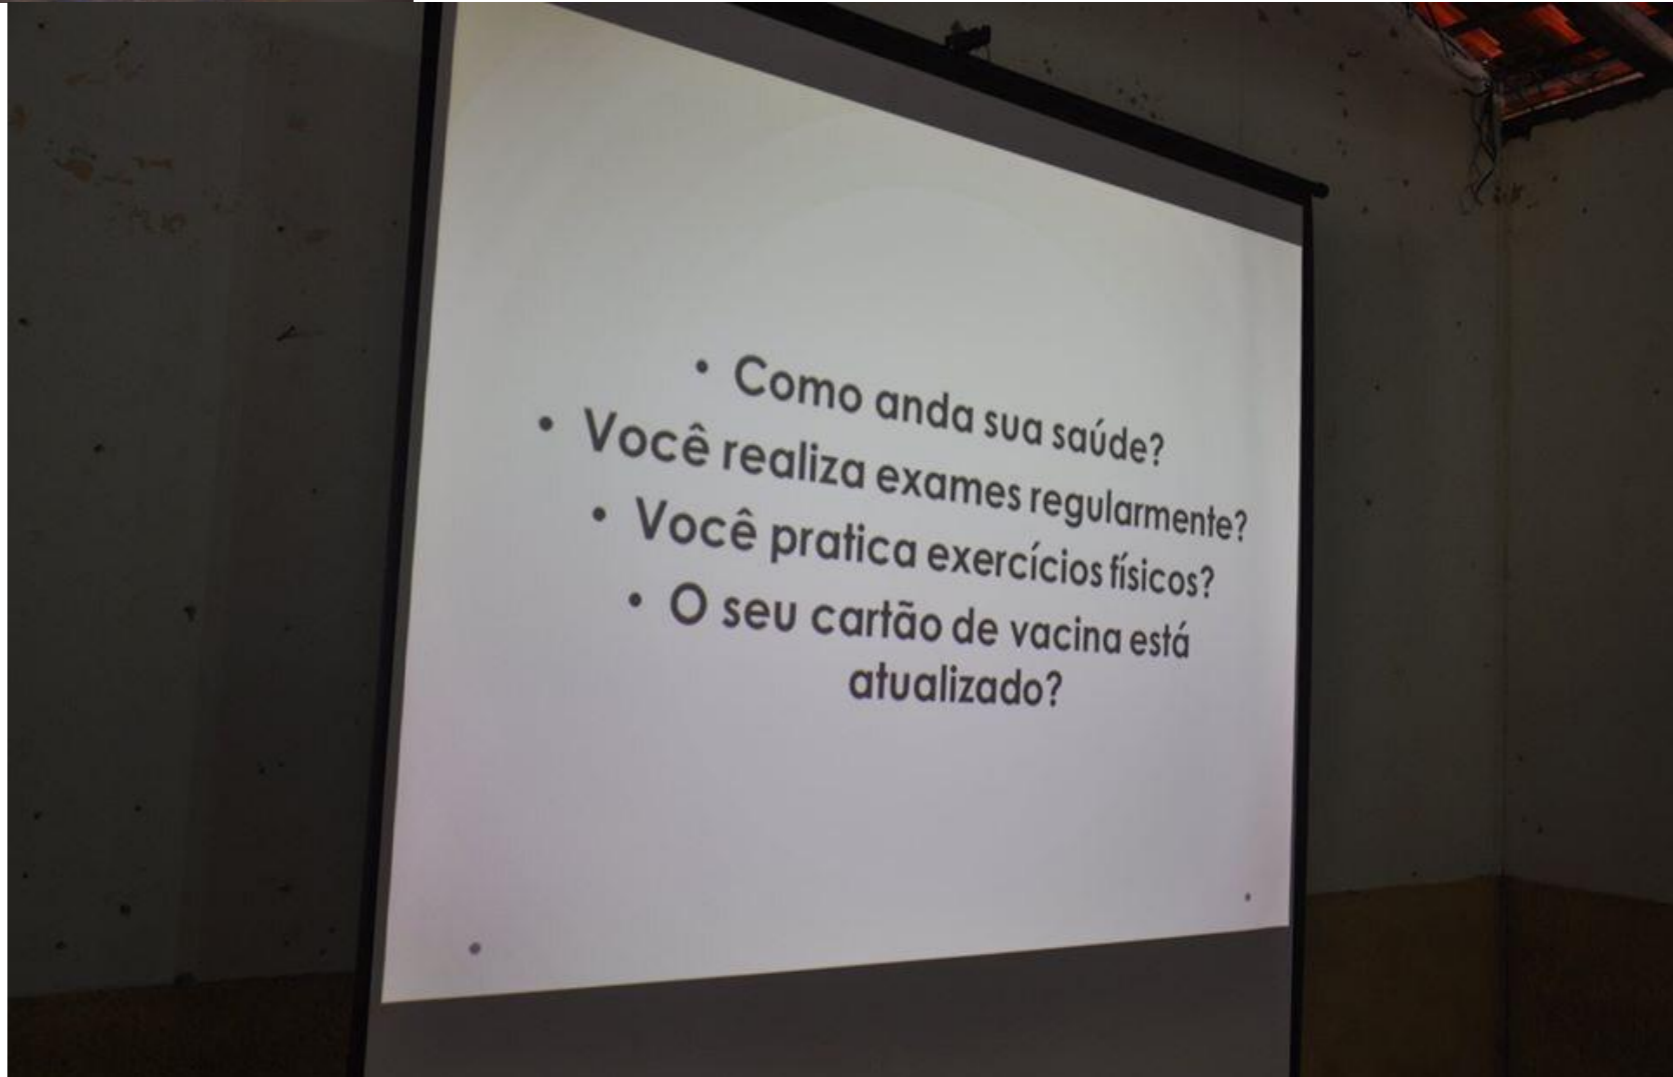 • Como anda sua saúde?
• Você realiza exames regularmente?
• Você pratica exercícios físicos?
• O seu cartão de vacina está
atualizado?